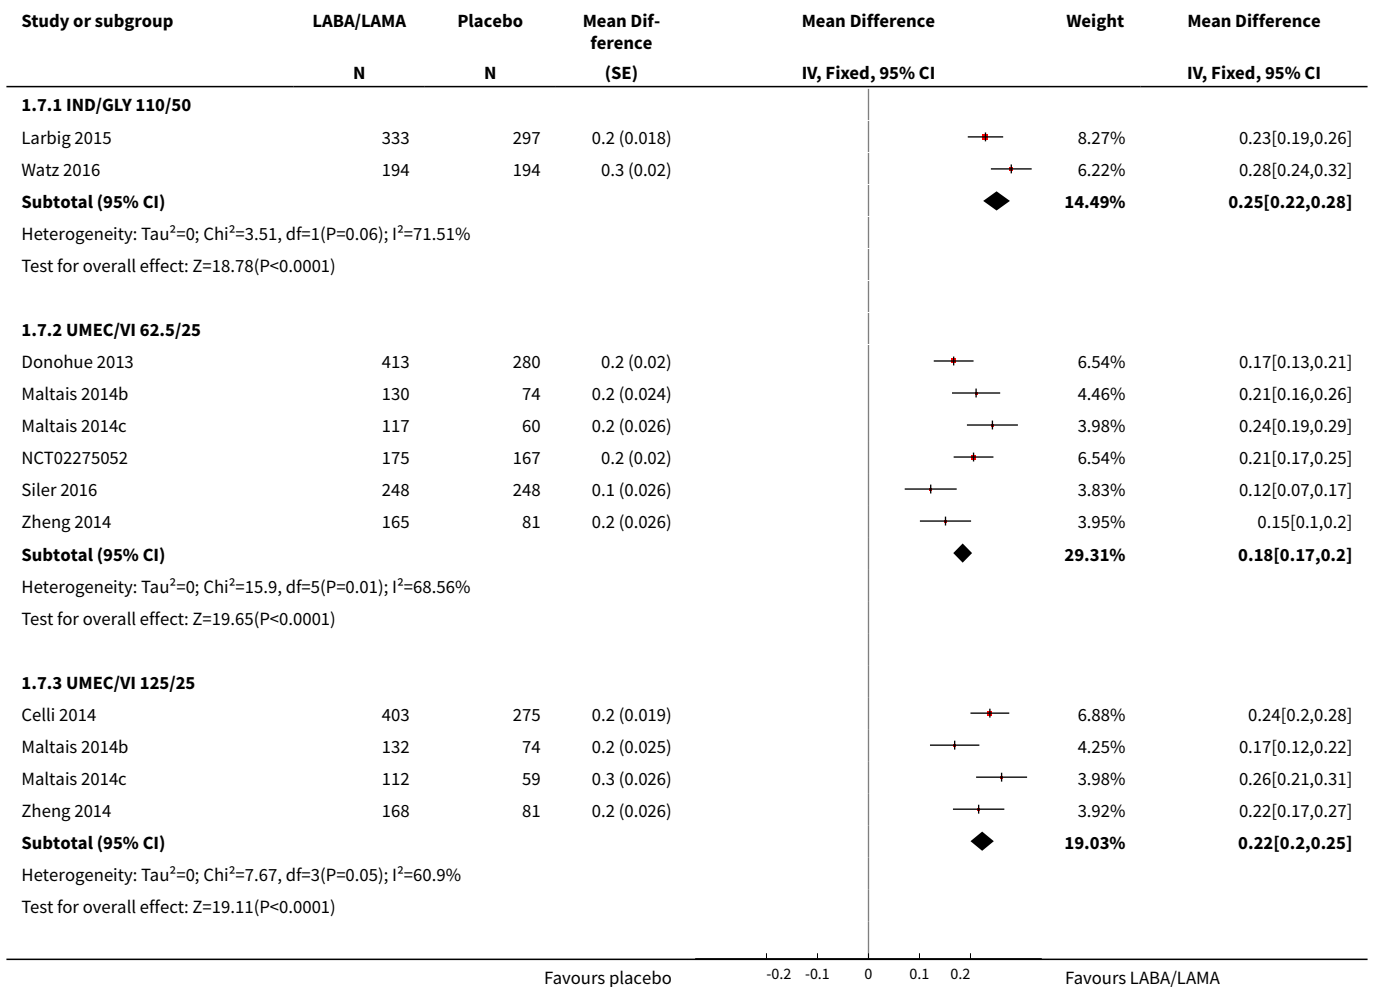 Study or subgroup LABA/LAMA Placebo Mean Dif- Mean Difference Weight Mean Difference
ference
N N (SE) IV, Fixed, 95% CI IV, Fixed, 95% CI
1.7.1 IND/GLY 110/50
Larbig 2015 333 297 0.2 (0.018) 8.27% 0.23[0.19,0.26]
Watz 2016 194 194 0.3 (0.02) 6.22% 0.28[0.24,0.32]
Subtotal (95% CI) 14.49% 0.25[0.22,0.28]
Heterogeneity: Tau²=0; Chi²=3.51, df=1(P=0.06); I²=71.51%
Test for overall effect: Z=18.78(P<0.0001)
1.7.2 UMEC/VI 62.5/25
Donohue 2013 413 280 0.2 (0.02) 6.54% 0.17[0.13,0.21]
Maltais 2014b 130 74 0.2 (0.024) 4.46% 0.21[0.16,0.26]
Maltais 2014c 117 60 0.2 (0.026) 3.98% 0.24[0.19,0.29]
NCT02275052 175 167 0.2 (0.02) 6.54% 0.21[0.17,0.25]
Siler 2016 248 248 0.1 (0.026) 3.83% 0.12[0.07,0.17]
Zheng 2014 165 81 0.2 (0.026) 3.95% 0.15[0.1,0.2]
Subtotal (95% CI) 29.31% 0.18[0.17,0.2]
Heterogeneity: Tau²=0; Chi²=15.9, df=5(P=0.01); I²=68.56%
Test for overall effect: Z=19.65(P<0.0001)
1.7.3 UMEC/VI 125/25
Celli 2014 403 275 0.2 (0.019) 6.88% 0.24[0.2,0.28]
Maltais 2014b 132 74 0.2 (0.025) 4.25% 0.17[0.12,0.22]
Maltais 2014c 112 59 0.3 (0.026) 3.98% 0.26[0.21,0.31]
Zheng 2014 168 81 0.2 (0.026) 3.92% 0.22[0.17,0.27]
Subtotal (95% CI) 19.03% 0.22[0.2,0.25]
Heterogeneity: Tau²=0; Chi²=7.67, df=3(P=0.05); I²=60.9%
Test for overall effect: Z=19.11(P<0.0001)
Favours placebo -0.2 -0.1 0 0.1 0.2 Favours LABA/LAMA